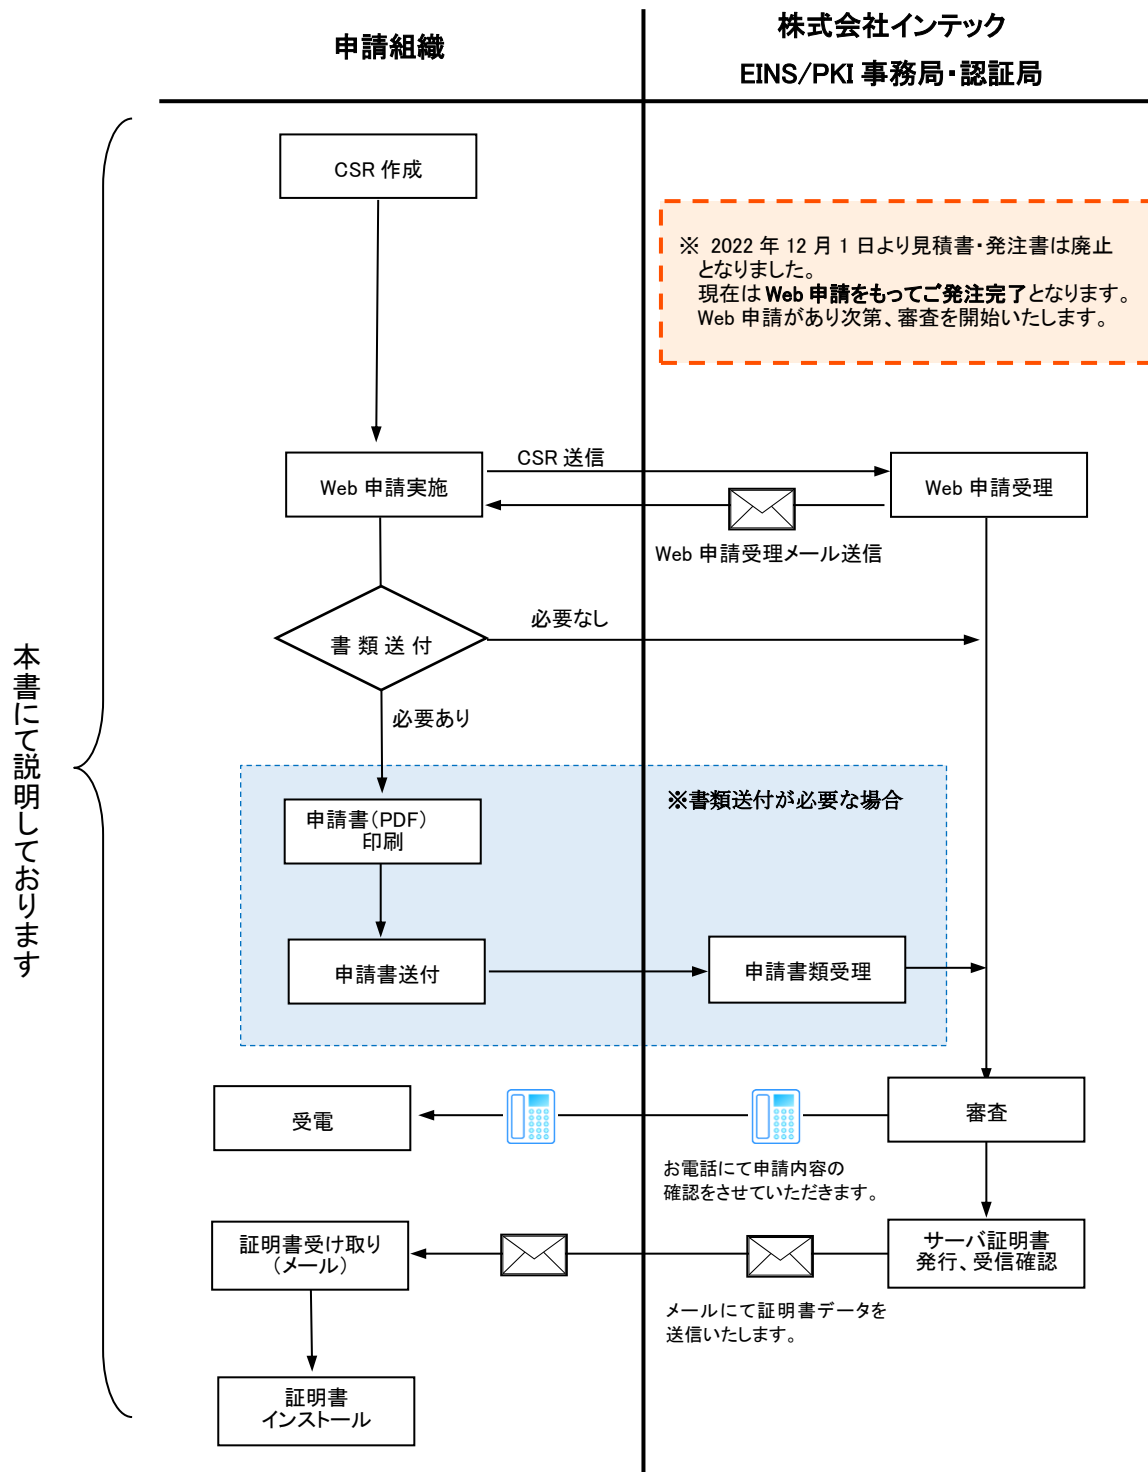 申請組織
株式会社インテック
EINS/PKI 事務局・認証局
CSR 作成
※ 2022 年 12 月 1 日より見積書・発注書は廃止
となりました。
現在は Web 申請をもってご発注完了となります。
Web 申請があり次第、審査を開始いたします。
Web 申請実施
CSR 送信
Web 申請受理
Web 申請受理メール送信
書類送付
必要なし
必要あり
本書にて説明しております
※書類送付が必要な場合
申請書(PDF)
印刷
申請書送付
申請書類受理
受電
審査
お電話にて申請内容の
確認をさせていただきます。
証明書受け取り
(メール)
サーバ証明書
発行、受信確認
メールにて証明書データを
送信いたします。
証明書
インストール